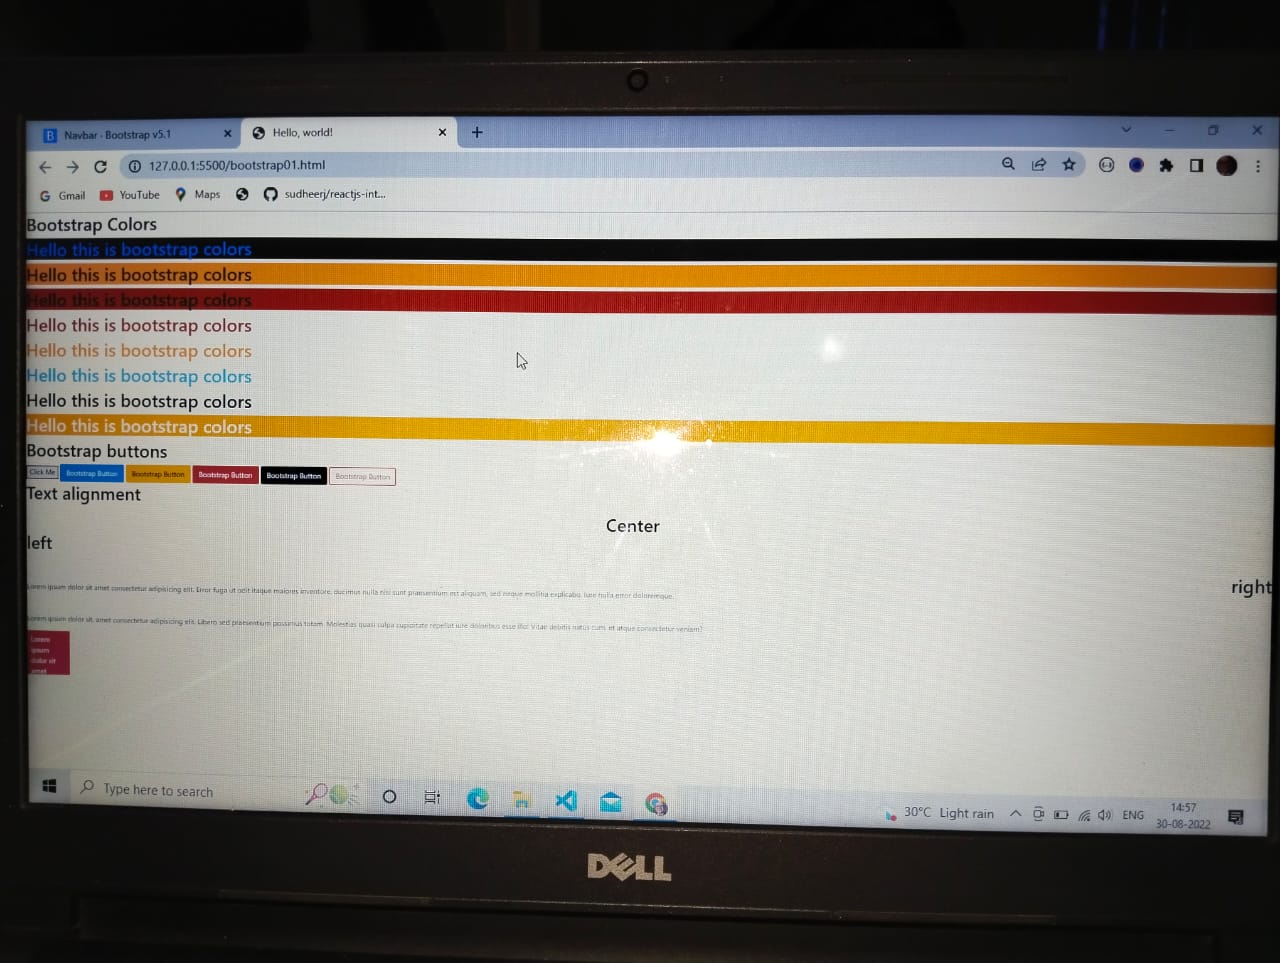 Navbar · Bootstrap v5.1
Hello, world!
127.0.0.1:5500/bootstrap01.html
Gmail YouTube Maps sudheerj/reactjs-int...
Bootstrap Colors
Hello this is bootstrap colors
Hello this is bootstrap colors
Hello this is bootstrap colors
Hello this is bootstrap colors
Hello this is bootstrap colors
Hello this is bootstrap colors
Hello this is bootstrap colors
Hello this is bootstrap colors
Bootstrap buttons
Click Me Bootstrap Button Bootstrap Button Bootstrap Button Bootstrap Button Bootstrap Button
Text alignment
Center
left
right
Lorem ipsum dolor sit amet consectetur adipisicing elit. Error fuga ut odit itaque maiores inventore, ducimus nulla nisi sunt praesentium est aliquam, sed neque mollitia explicabo. Iure nulla error doloremque.
Lorem ipsum dolor sit, amet consectetur adipisicing elit. Libero sed praesentium possimus totam. Molestias quasi culpa cupiditate repellat iure doloribus esse illo! Vitae debitis natus cum, et atque consectetur veniam?
Lorem
ipsum
dolor sit
amet
Type here to search
30°C Light rain
ENG
14:57
30-08-2022
DELL